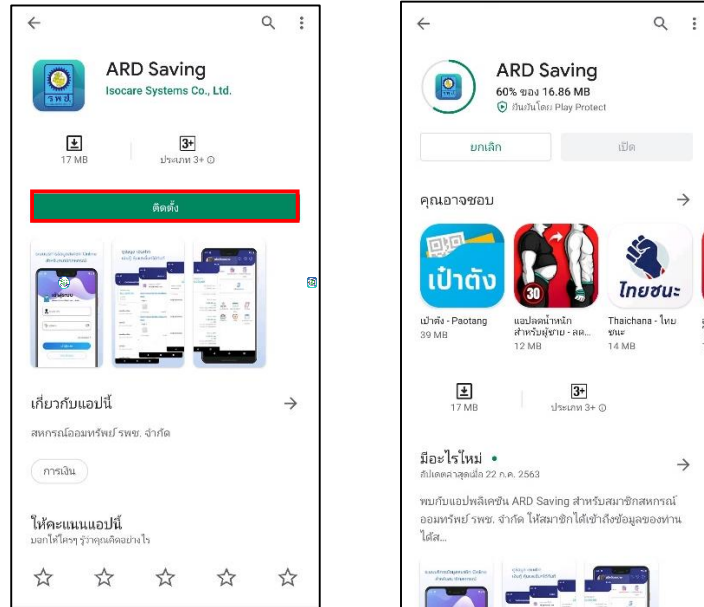 ARD Saving
Isocare Systems Co., Ltd.
รพช.
17 MB
3+
ประเภท 3+
ติดตั้ง
เกี่ยวกับแอปนี้
สหกรณ์ออมทรัพย์ รพช. จำกัด
การเงิน
ให้คะแนนแอปนี้
บอกให้ใครๆ รู้ว่าคุณคิดอย่างไร
ARD Saving
60% ของ 16.86 MB
ยืนยันโดย Play Protect
ยกเลิก
เปิด
คุณอาจชอบ
เป๋าตัง
30
ไทยชนะ
เป๋าตัง - Paotang
39 MB
แอปลดน้ำหนัก
สำหรับผู้ชาย - ลด...
12 MB
Thaichana - ไทย
ชนะ
14 MB
17 MB
3+
ประเภท 3+
มีอะไรใหม่
อัปเดตล่าสุดเมื่อ 22 ก.ค. 2563
พบกับแอปพลิเคชัน ARD Saving สำหรับสมาชิกสหกรณ์
ออมทรัพย์ รพช. จำกัด ให้สมาชิกได้เข้าถึงข้อมูลของท่าน
ได้ส...